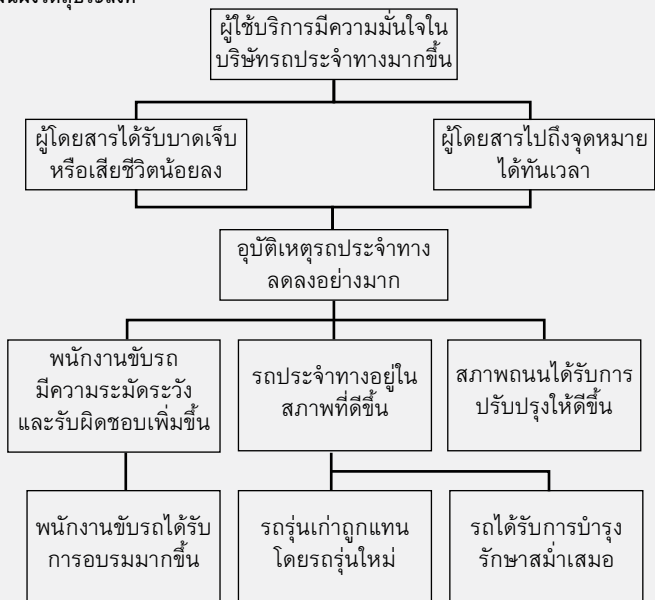 ผู้ใช้บริการมีความมั่นใจใน
บริษัทรถประจำทางมากขึ้น
ผู้โดยสารได้รับบาดเจ็บ
หรือเสียชีวิตน้อยลง
ผู้โดยสารไปถึงจุดหมาย
ได้ทันเวลา
อุบัติเหตุรถประจำทาง
ลดลงอย่างมาก
พนักงานขับรถ
มีความระมัดระวัง
และรับผิดชอบเพิ่มขึ้น
รถประจำทางอยู่ใน
สภาพที่ดีขึ้น
สภาพถนนได้รับการ
ปรับปรุงให้ดีขึ้น
พนักงานขับรถได้รับ
การอบรมมากขึ้น
รถรุ่นเก่าถูกแทน
โดยรถรุ่นใหม่
รถได้รับการบำรุง
รักษาสม่ำเสมอ